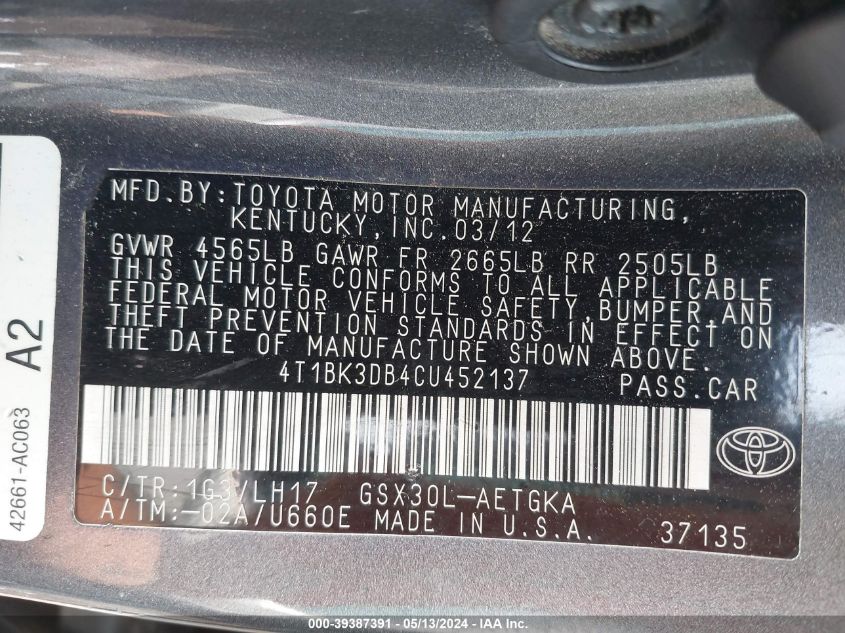 MFD.BY:TOYOTA MOTOR MANUFACTURING,
KENTUCKY,INC.03/12
GVWR 4565LB GAWR FR 2665LB RR 2505LB
THIS VEHICLE CONFORMS TO ALL APPLICABLE
FEDERAL MOTOR VEHICLE SAFETY,BUMPER,AND
THEFT PREVENTION STANDARDS IN EFFECT ON
THE DATE OF MANUFACTURE SHOWN ABOVE.
4T1BK3DB4CU452137 PASS.CAR
C/TR:1G3/LH17 GSX30L-AETGKA
A/TM:-02A/U660E MADE IN U.S.A. 37135
42661-AC063 A2
000-39387391 - 05/13/2024 - IAA Inc.